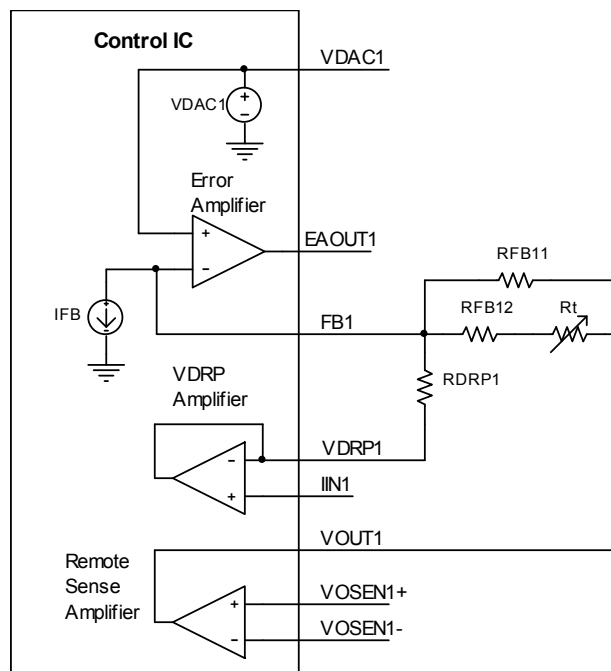 Control IC
VDAC1
VDAC1
+
−
Error
Amplifier
+
−
EAOUT1
RFB11
IFB
+
−
FB1
RFB12
Rt
RDRP1
VDRP
Amplifier
−
+
VDRP1
IIN1
VOUT1
Remote
Sense
Amplifier
+
−
VOSEN1+
VOSEN1-